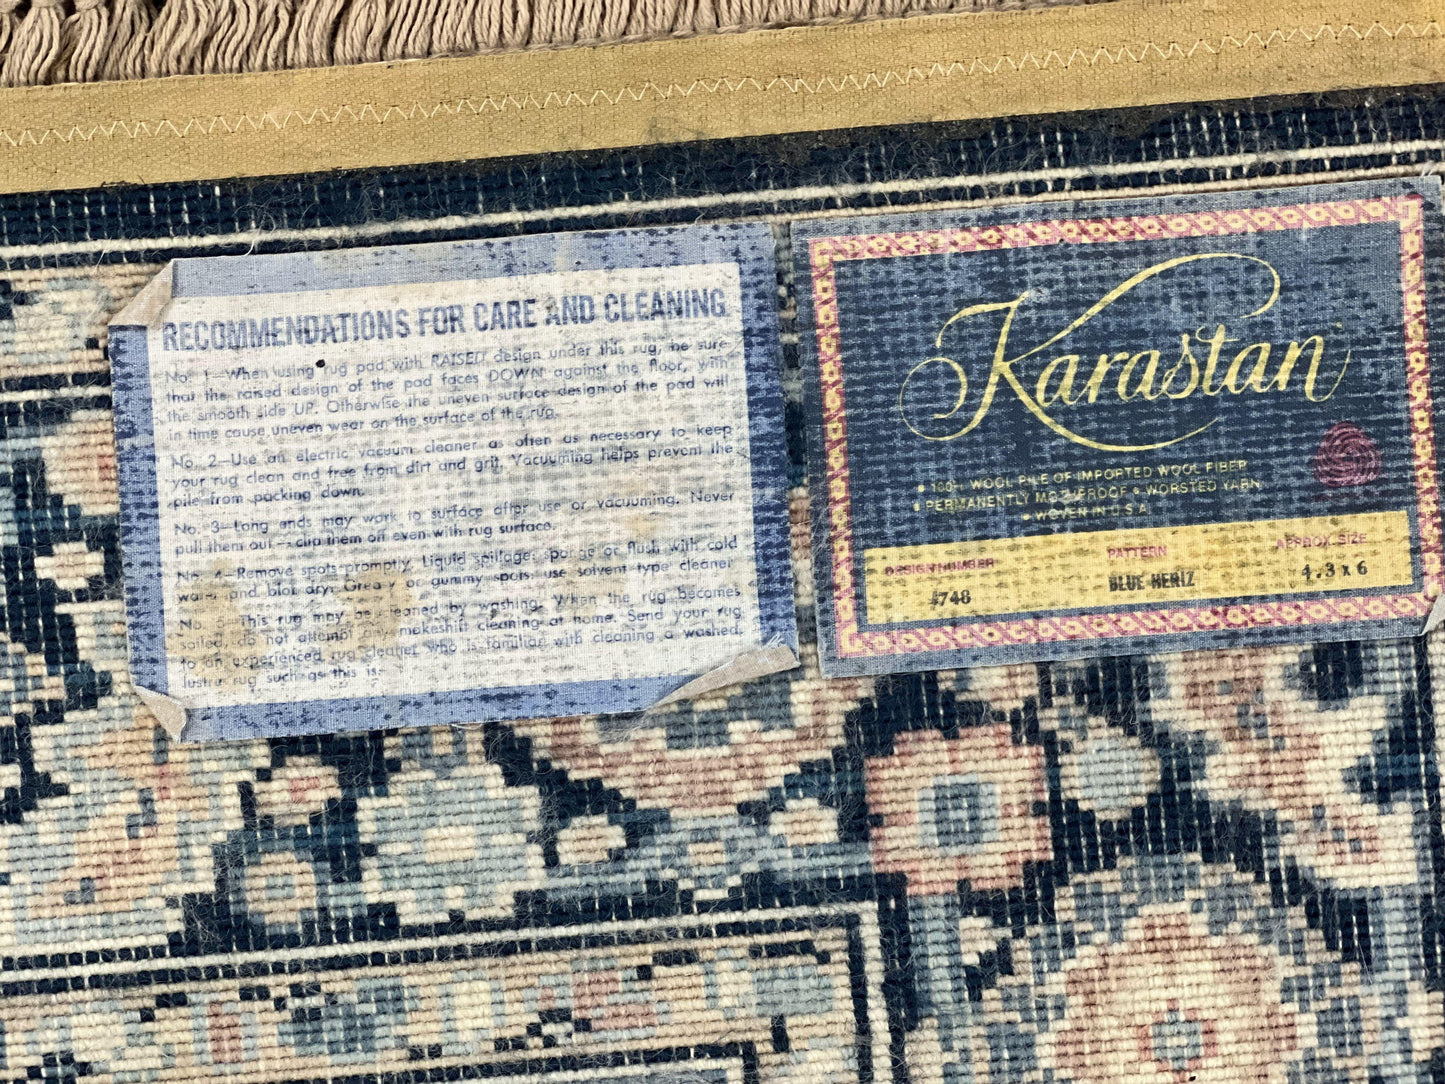 RECOMMENDATIONS FOR CARE AND CLEANING
No. 1—When using rug pad with RAISED design under this rug, be sure
that the raised design of the pad faces DOWN against the floor, with
the smooth side UP. Otherwise the uneven surface design of the pad will
in time cause uneven wear on the surface of the rug.
No. 2—Use an electric vacuum cleaner as often as necessary to keep
your rug clean and free from dirt and grit. Vacuuming helps prevent the
pile from packing down.
No. 3—Long ends may work to surface after use or vacuuming. Never
pull them out — clip them off even with rug surface.
No. 4—Remove spots promptly. Liquid spillage: sponge or flush with cold
water and blot dry. Greasy or gummy spots: use solvent type cleaner
No. 5—This rug may be cleaned by washing. When the rug becomes
soiled, do not attempt any makeshift cleaning at home. Send your rug
to an experienced rug cleaner who is familiar with cleaning a washed,
lustre rug such as this is.
Karastan
• 100% WOOL PILE OF IMPORTED WOOL FIBER
• PERMANENTLY MOTHPROOF • WORSTED YARN
• WOVEN IN U.S.A.
DESIGN NUMBER PATTERN APPROX. SIZE
#748 BLUE HERIZ 4.3 x 6